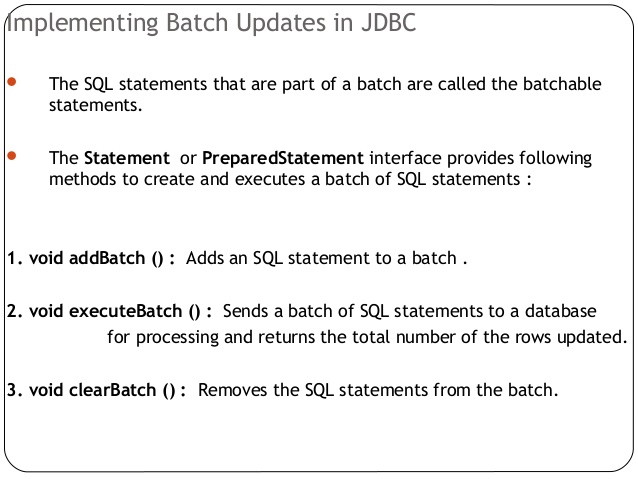 Implementing Batch Updates in JDBC
The SQL statements that are part of a batch are called the batchable
statements.
The Statement or PreparedStatement interface provides following
methods to create and executes a batch of SQL statements :
1. void addBatch () : Adds an SQL statement to a batch .
2. void executeBatch () : Sends a batch of SQL statements to a database
for processing and returns the total number of the rows updated.
3. void clearBatch () : Removes the SQL statements from the batch.